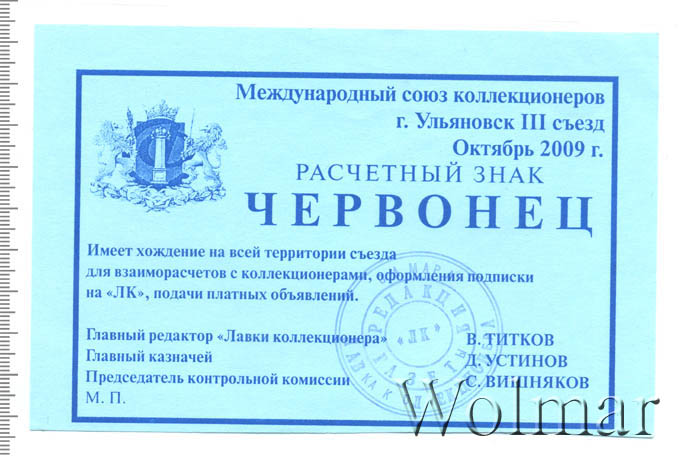 Международный союз коллекционеров
г. Ульяновск III съезд
Октябрь 2009 г.
РАСЧЕТНЫЙ ЗНАК
ЧЕРВОНЕЦ
Имеет хождение на всей территории съезда
для взаиморасчетов с коллекционерами, оформления подписки
на «ЛК», подачи платных объявлений.
Главный редактор «Лавки коллекционера» В. ТИТКОВ
Главный казначей Д. УСТИНОВ
Председатель контрольной комиссии С. ВИШНЯКОВ
М. П.
РЕДАКЦИЯ
«ЛК»
ГАЗЕТЫ
Wolmar